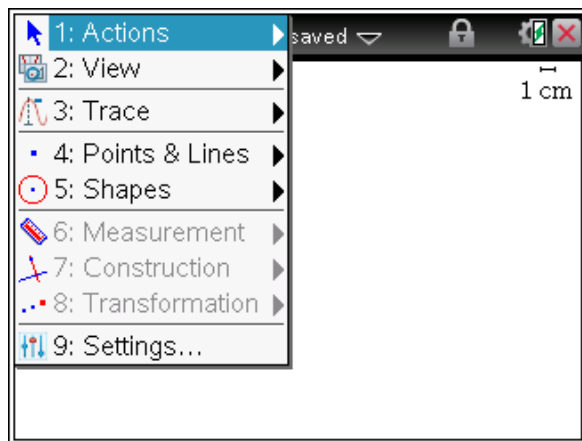 1: Actions
saved
2: View
1 cm
3: Trace
4: Points & Lines
5: Shapes
6: Measurement
7: Construction
8: Transformation
9: Settings...